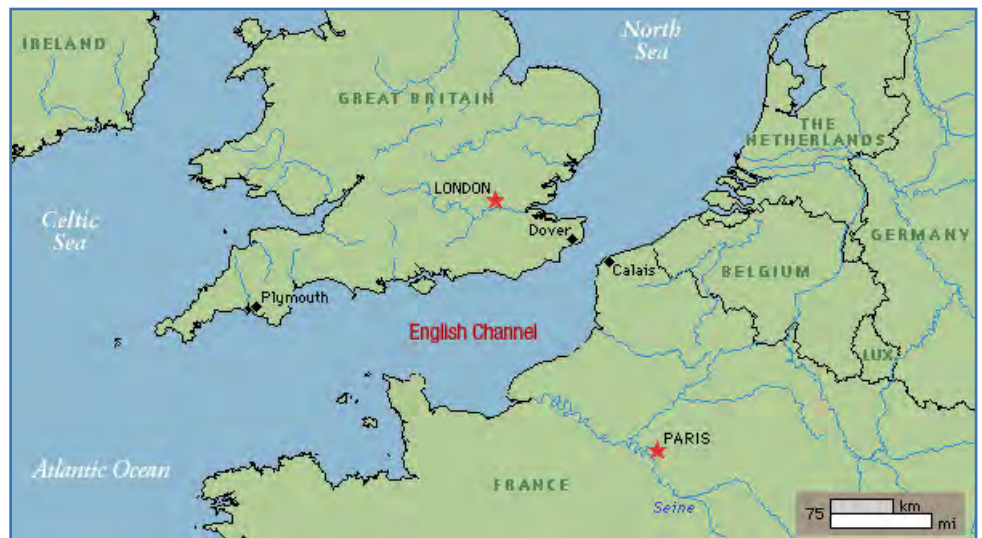 IRELAND
North
Sea
GREAT BRITAIN
THE
NETHERLANDS
LONDON
Celtic
Sea
Dover
GERMANY
Calais
BELGIUM
Plymouth
English Channel
LUX.
PARIS
Atlantic Ocean
FRANCE
Seine
75
km
mi